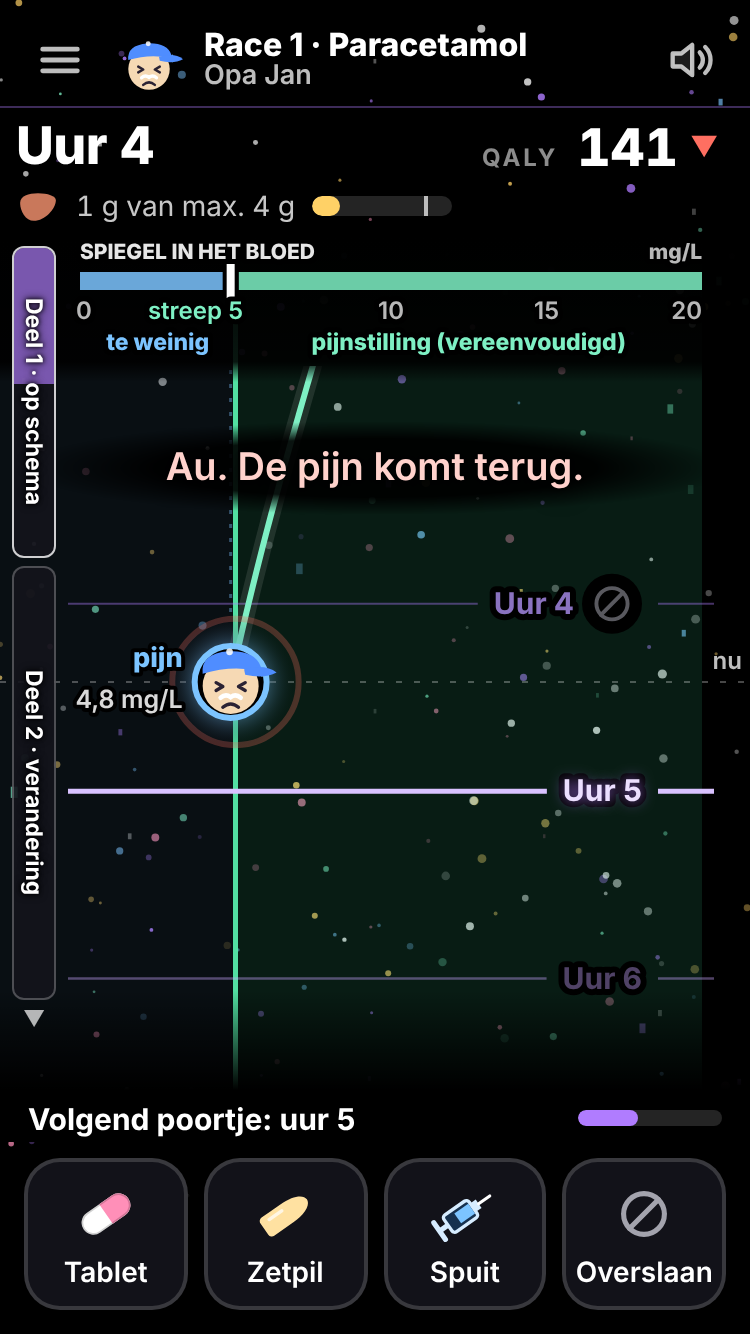 Race 1 · Paracetamol
Opa Jan
Uur 4
QALY 141
1 g van max. 4 g
SPIEGEL IN HET BLOED mg/L
0 streep 5 10 15 20
te weinig pijnstilling (vereenvoudigd)
Deel 1 · op schema
Au. De pijn komt terug.
Uur 4
pijn
nu
4,8 mg/L
Deel 2 · verandering
Uur 5
Uur 6
Volgend poortje: uur 5
Tablet Zetpil Spuit Overslaan